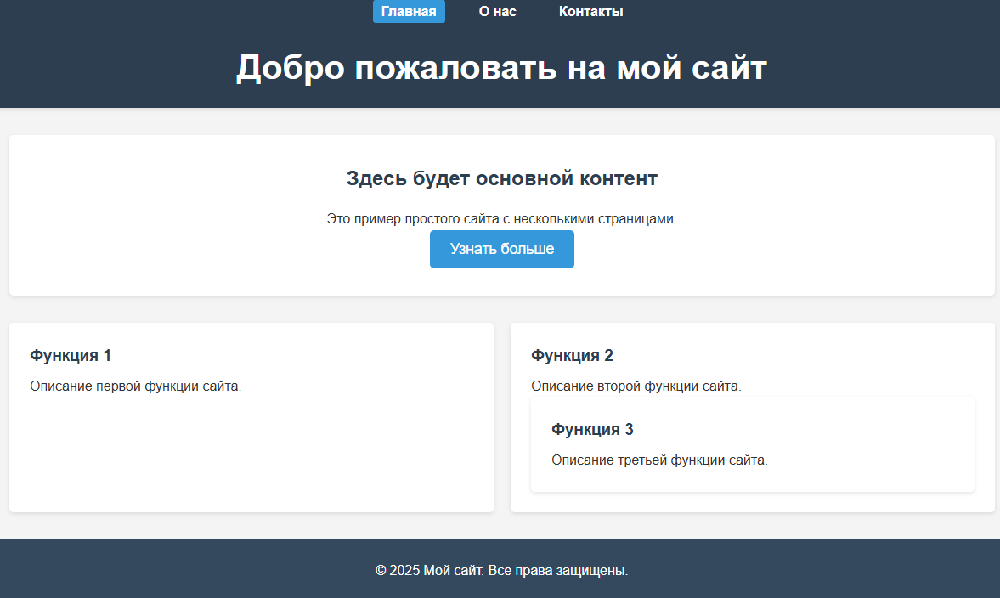 Главная О нас Контакты
Добро пожаловать на мой сайт
Здесь будет основной контент
Это пример простого сайта с несколькими страницами.
Узнать больше
Функция 1
Описание первой функции сайта.
Функция 2
Описание второй функции сайта.
Функция 3
Описание третьей функции сайта.
© 2025 Мой сайт. Все права защищены.